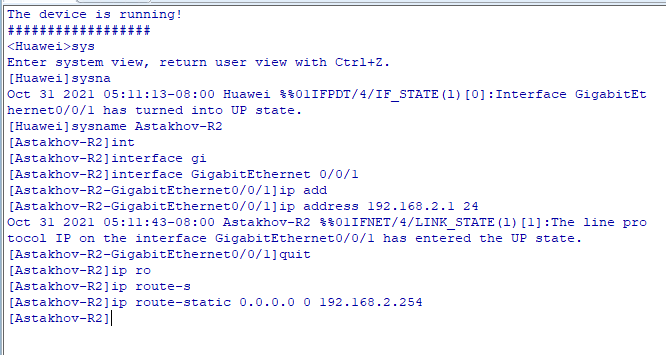 The device is running!
##################
<Huawei>sys
Enter system view, return user view with Ctrl+Z.
[Huawei]sysna
Oct 31 2021 05:11:13-08:00 Huawei %%01IFPDT/4/IF_STATE(l)[0]:Interface GigabitEt
hernet0/0/1 has turned into UP state.
[Huawei]sysname Astakhov-R2
[Astakhov-R2]int
[Astakhov-R2]interface gi
[Astakhov-R2]interface GigabitEthernet 0/0/1
[Astakhov-R2-GigabitEthernet0/0/1]ip add
[Astakhov-R2-GigabitEthernet0/0/1]ip address 192.168.2.1 24
Oct 31 2021 05:11:43-08:00 Astakhov-R2 %%01IFNET/4/LINK_STATE(l)[1]:The line pro
tocol IP on the interface GigabitEthernet0/0/1 has entered the UP state.
[Astakhov-R2-GigabitEthernet0/0/1]quit
[Astakhov-R2]ip ro
[Astakhov-R2]ip route-s
[Astakhov-R2]ip route-static 0.0.0.0 0 192.168.2.254
[Astakhov-R2]